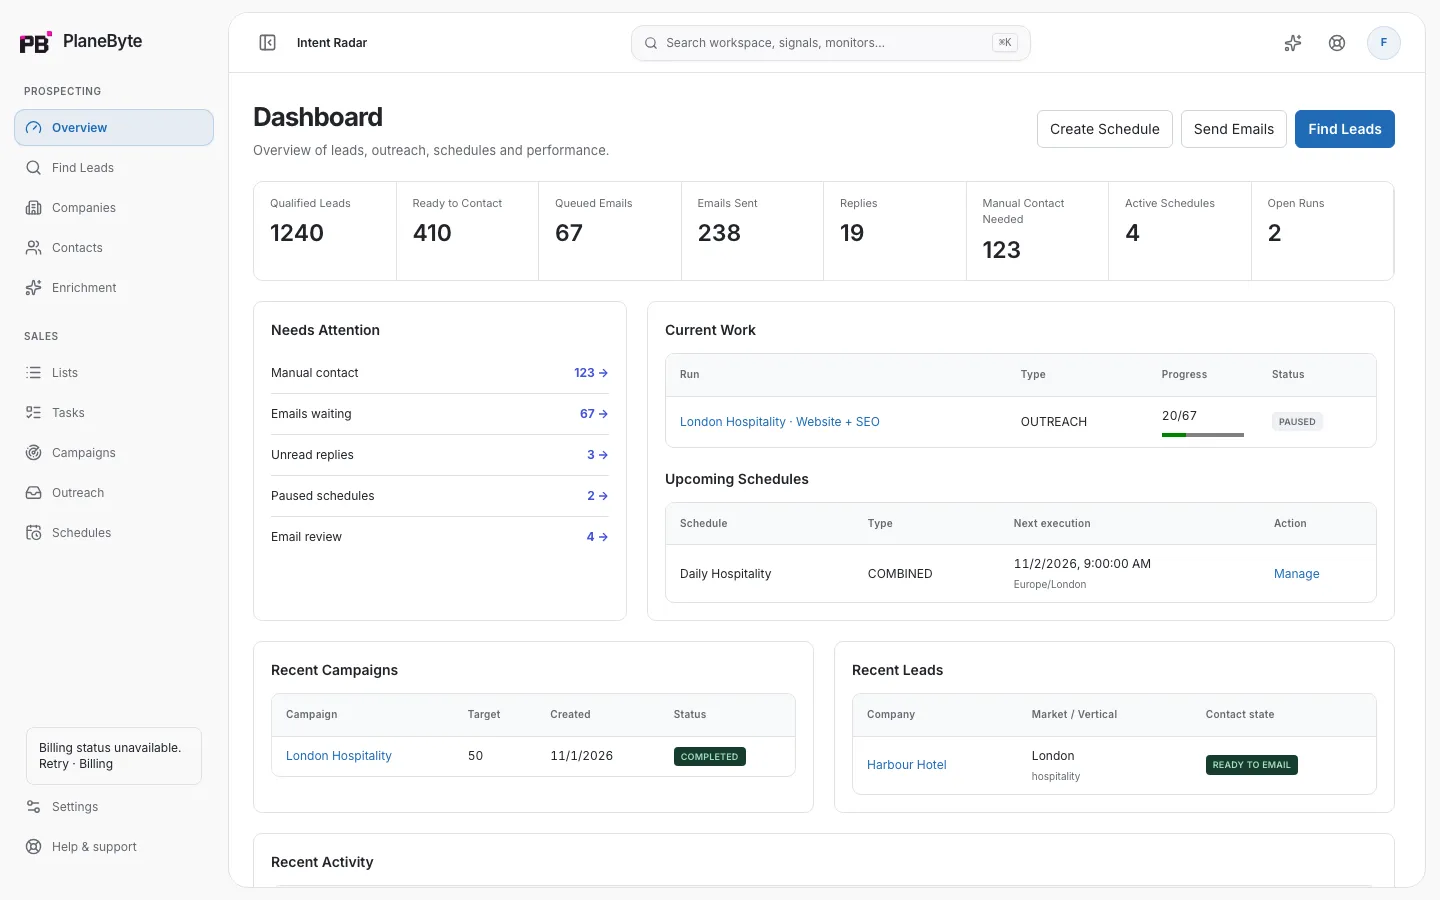 PB PlaneByte
PROSPECTING
Overview
Find Leads
Companies
Contacts
Enrichment
SALES
Lists
Tasks
Campaigns
Outreach
Schedules
Billing status unavailable.
Retry · Billing
Settings
Help & support
Intent Radar
Search workspace, signals, monitors...
⌘K
F
Dashboard
Overview of leads, outreach, schedules and performance.
Create Schedule
Send Emails
Find Leads
Qualified Leads
1240
Ready to Contact
410
Queued Emails
67
Emails Sent
238
Replies
19
Manual Contact
Needed
123
Active Schedules
4
Open Runs
2
Needs Attention
Manual contact 123 →
Emails waiting 67 →
Unread replies 3 →
Paused schedules 2 →
Email review 4 →
Current Work
Run Type Progress Status
London Hospitality · Website + SEO OUTREACH 20/67 PAUSED
Upcoming Schedules
Schedule Type Next execution Action
Daily Hospitality COMBINED 11/2/2026, 9:00:00 AM Manage
Europe/London
Recent Campaigns
Campaign Target Created Status
London Hospitality 50 11/1/2026 COMPLETED
Recent Leads
Company Market / Vertical Contact state
Harbour Hotel London READY TO EMAIL
hospitality
Recent Activity